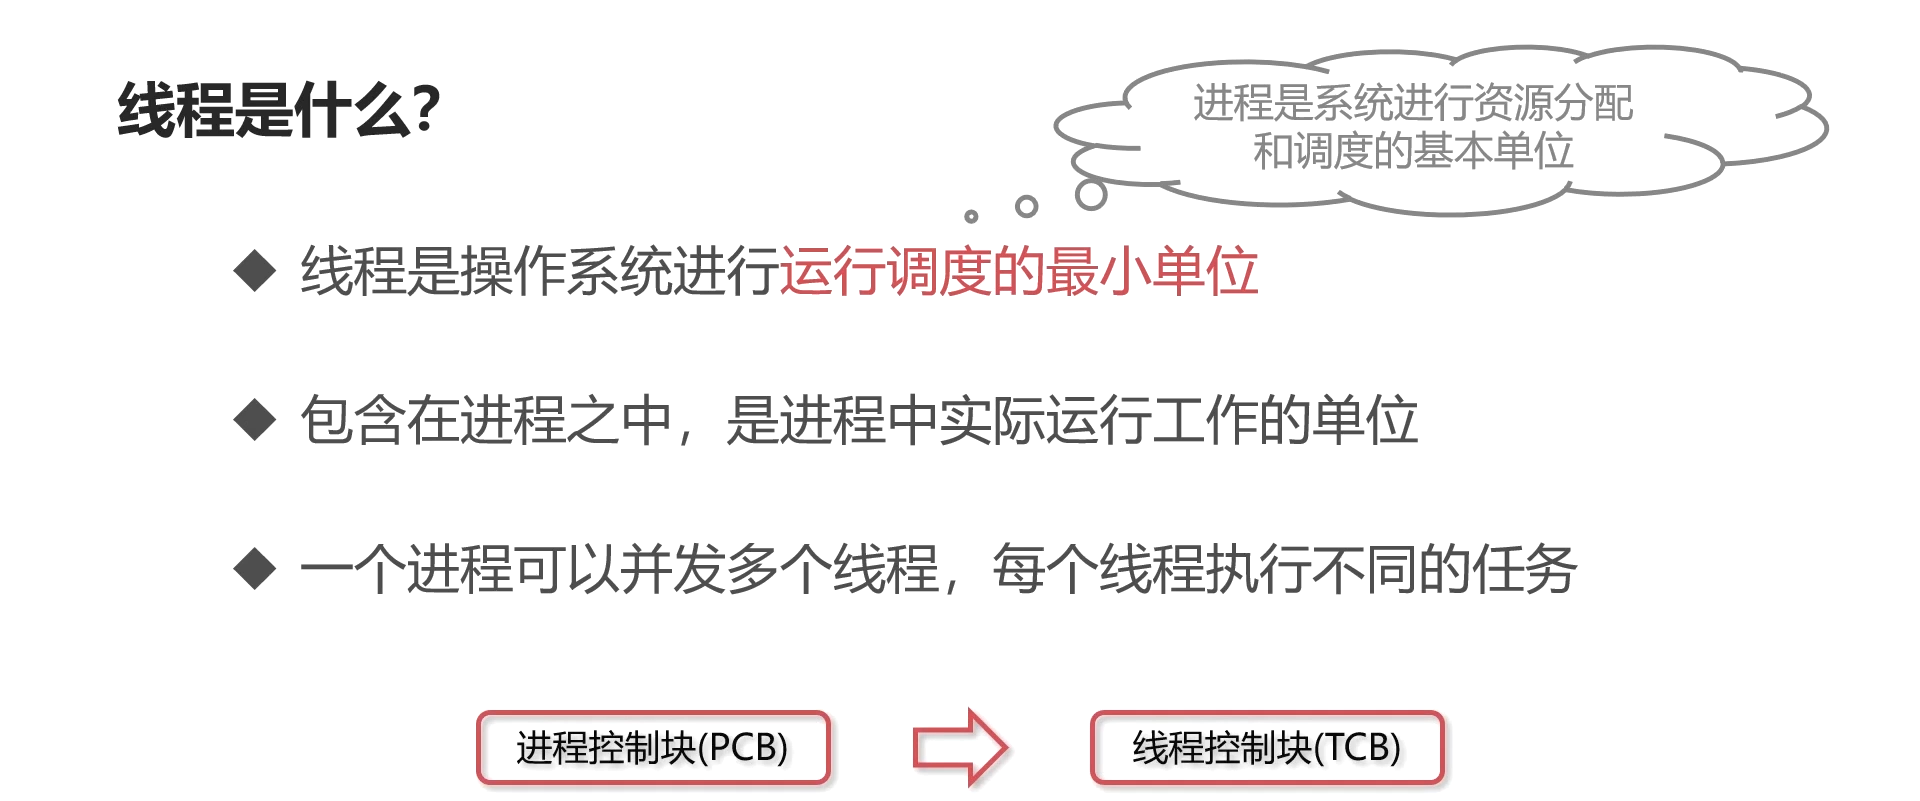 线程是什么?
进程是系统进行资源分配
和调度的基本单位
线程是操作系统进行运行调度的最小单位
包含在进程之中，是进程中实际运行工作的单位
一个进程可以并发多个线程，每个线程执行不同的任务
进程控制块(PCB)
线程控制块(TCB)